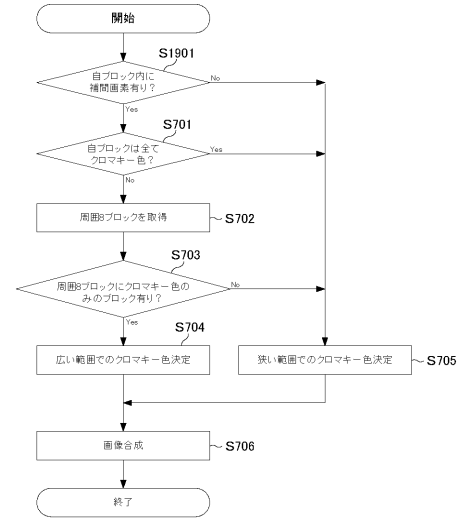 開始
S1901
自ブロック内に
補間画素有り？
No
Yes
S701
自ブロックは全て
クロマキー色？
Yes
No
周囲8ブロックを取得
S702
S703
周囲8ブロックにクロマキー色の
みのブロック有り？
No
Yes
S704
広い範囲でのクロマキー色決定
狭い範囲でのクロマキー色決定
S705
画像合成
S706
終了